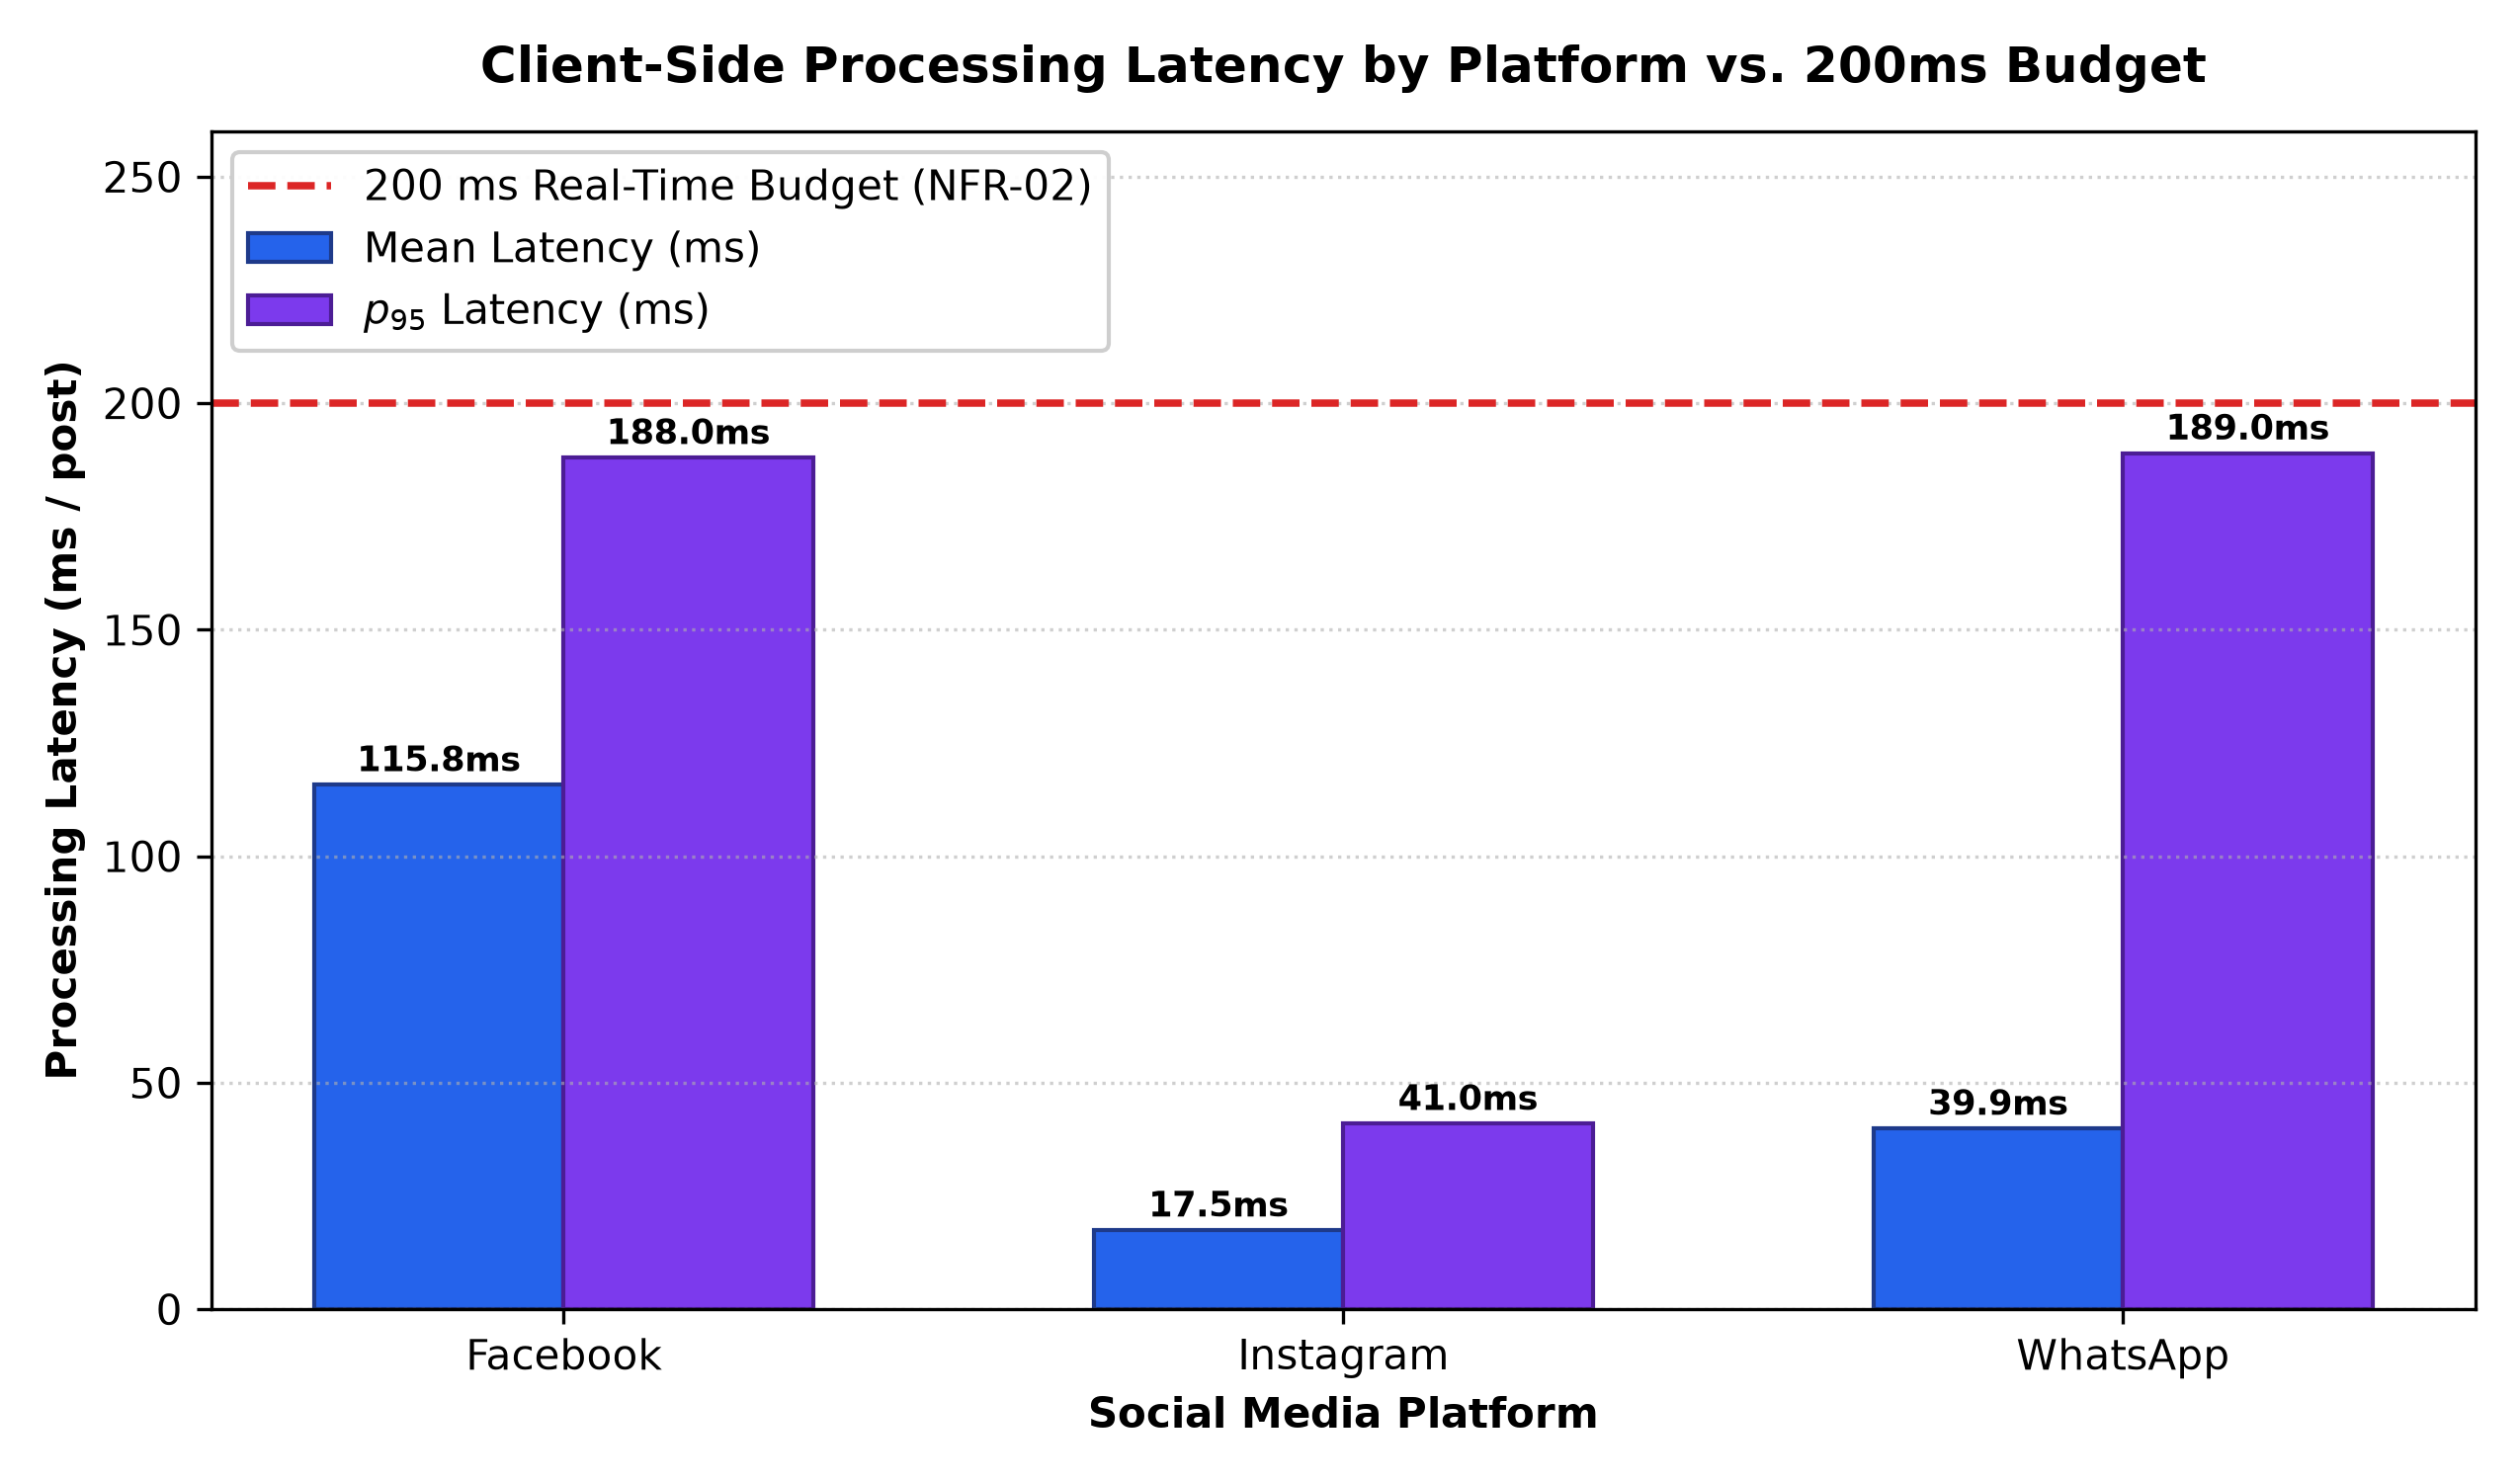 Client-Side Processing Latency by Platform vs. 200ms Budget
Processing Latency (ms / post)
250
200
150
100
50
0
200 ms Real-Time Budget (NFR-02)
Mean Latency (ms)
p95 Latency (ms)
115.8ms
188.0ms
17.5ms
41.0ms
39.9ms
189.0ms
Facebook
Instagram
WhatsApp
Social Media Platform